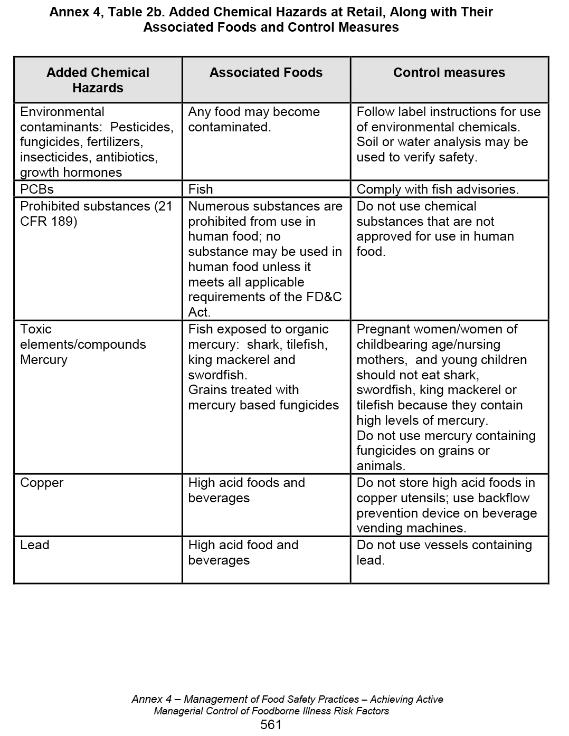 Annex 4, Table 2b. Added Chemical Hazards at Retail, Along with Their
Associated Foods and Control Measures
Added Chemical
Hazards
Associated Foods
Control measures
Environmental
contaminants: Pesticides,
fungicides, fertilizers,
insecticides, antibiotics,
growth hormones
Any food may become
contaminated.
Follow label instructions for use
of environmental chemicals.
Soil or water analysis may be
used to verify safety.
PCBs
Fish
Comply with fish advisories.
Prohibited substances (21
CFR 189)
Numerous substances are
prohibited from use in
human food; no
substance may be used in
human food unless it
meets all applicable
requirements of the FD&C
Act.
Do not use chemical
substances that are not
approved for use in human
food.
Toxic
elements/compounds
Mercury
Fish exposed to organic
mercury: shark, tilefish,
king mackerel and
swordfish.
Grains treated with
mercury based fungicides
Pregnant women/women of
childbearing age/nursing
mothers, and young children
should not eat shark,
swordfish, king mackerel or
tilefish because they contain
high levels of mercury.
Do not use mercury containing
fungicides on grains or
animals.
Copper
High acid foods and
beverages
Do not store high acid foods in
copper utensils; use backflow
prevention device on beverage
vending machines.
Lead
High acid food and
beverages
Do not use vessels containing
lead.
Annex 4 – Management of Food Safety Practices – Achieving Active
Managerial Control of Foodborne Illness Risk Factors
561